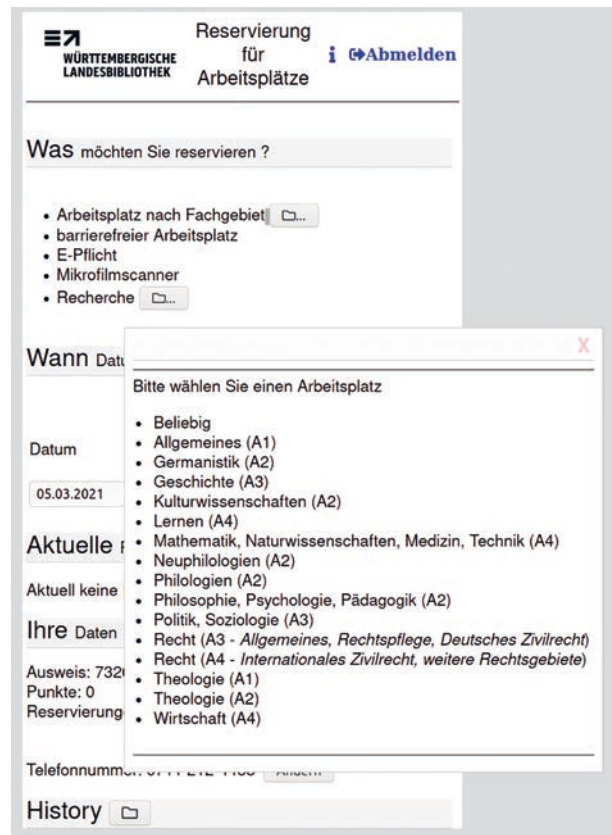 WÜRTTEMBERGISCHE
LANDESBIBLIOTHEK
Reservierung
für
Arbeitsplätze
i Abmelden
Was möchten Sie reservieren ?
• Arbeitsplatz nach Fachgebiet ...
• barrierefreier Arbeitsplatz
• E-Pflicht
• Mikrofilmscanner
• Recherche ...
Wann
Datum
05.03.2021
Aktuelle
Aktuell keine
Ihre Daten
Ausweis: 732
Punkte: 0
Reservierung
Telefonnummer:
History
X
Bitte wählen Sie einen Arbeitsplatz
• Beliebig
• Allgemeines (A1)
• Germanistik (A2)
• Geschichte (A3)
• Kulturwissenschaften (A2)
• Lernen (A4)
• Mathematik, Naturwissenschaften, Medizin, Technik (A4)
• Neuphilologien (A2)
• Philologien (A2)
• Philosophie, Psychologie, Pädagogik (A2)
• Politik, Soziologie (A3)
• Recht (A3 - Allgemeines, Rechtspflege, Deutsches Zivilrecht)
• Recht (A4 - Internationales Zivilrecht, weitere Rechtsgebiete)
• Theologie (A1)
• Theologie (A2)
• Wirtschaft (A4)